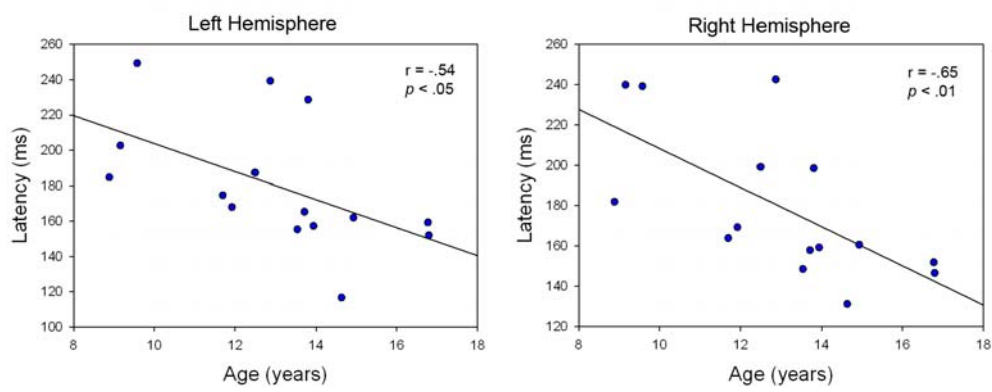 Left Hemisphere
r = -.54
p < .05
Latency (ms)
260
240
220
200
180
160
140
120
100
8
10
12
14
16
18
Age (years)
Right Hemisphere
r = -.65
p < .01
Latency (ms)
260
240
220
200
180
160
140
120
8
10
12
14
16
18
Age (years)